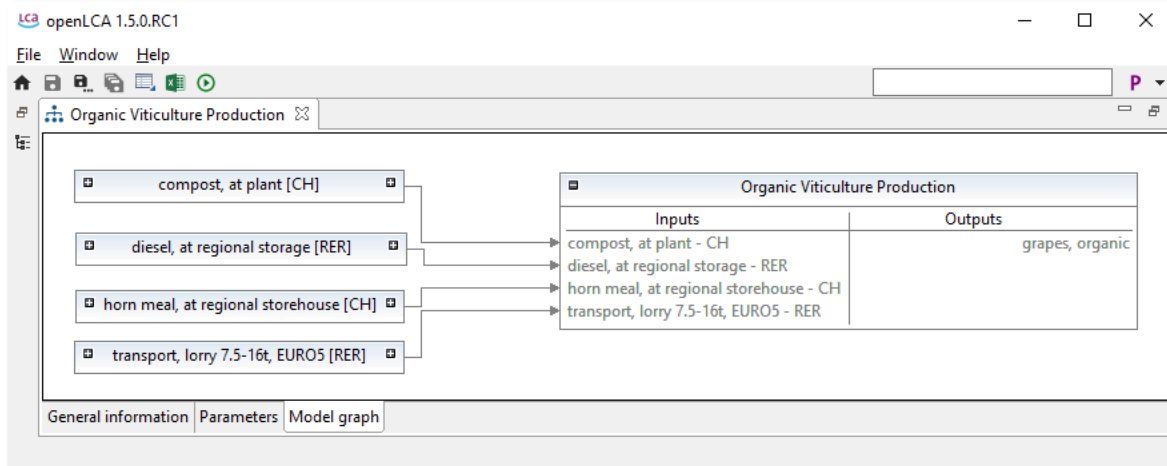 LCA openLCA 1.5.0.RC1
File Window Help
P
Organic Viticulture Production
compost, at plant [CH]
diesel, at regional storage [RER]
horn meal, at regional storehouse [CH]
transport, lorry 7.5-16t, EURO5 [RER]
Organic Viticulture Production
Inputs Outputs
compost, at plant - CH grapes, organic
diesel, at regional storage - RER
horn meal, at regional storehouse - CH
transport, lorry 7.5-16t, EURO5 - RER
General information Parameters Model graph